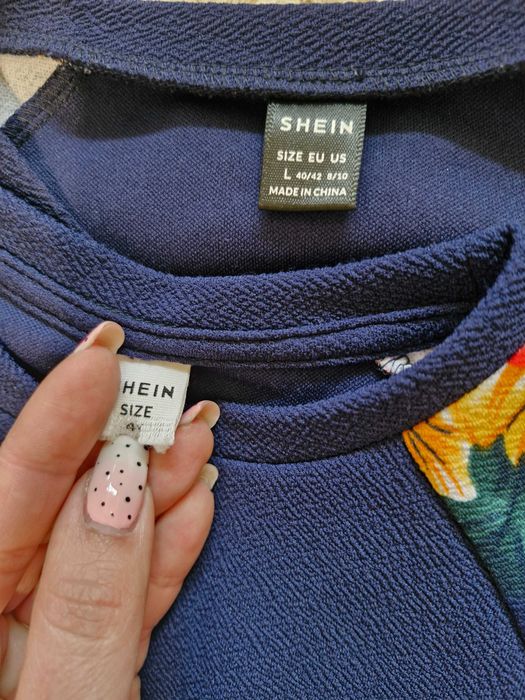 SHEIN
SIZE EU US
L 40/42 8/10
MADE IN CHINA
HEIN
SIZE